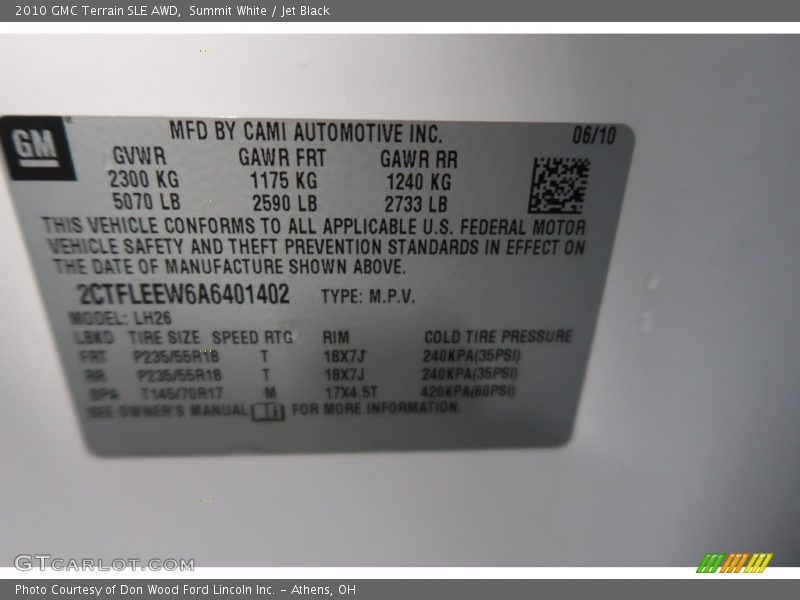 2010 GMC Terrain SLE AWD,  Summit White / Jet Black
GM
MFD BY CAMI AUTOMOTIVE INC. 06/10
GVWR GAWR FRT GAWR RR
2300 KG 1175 KG 1240 KG
5070 LB 2590 LB 2733 LB
THIS VEHICLE CONFORMS TO ALL APPLICABLE U.S. FEDERAL MOTOR
VEHICLE SAFETY AND THEFT PREVENTION STANDARDS IN EFFECT ON
THE DATE OF MANUFACTURE SHOWN ABOVE.
2CTFLEEW6A6401402 TYPE: M.P.V.
MODEL: LH26
LBKD TIRE SIZE SPEED RTG RIM COLD TIRE PRESSURE
FRT P235/55R18 T 18X7J 240KPA(35PSI)
RR P235/55R18 T 18X7J 240KPA(35PSI)
SPA T145/70R17 M 17X4.5T 420KPA(60PSI)
SEE OWNER'S MANUAL FOR MORE INFORMATION.
GTCARLOT.COM
Photo Courtesy of Don Wood Ford Lincoln Inc. - Athens, OH